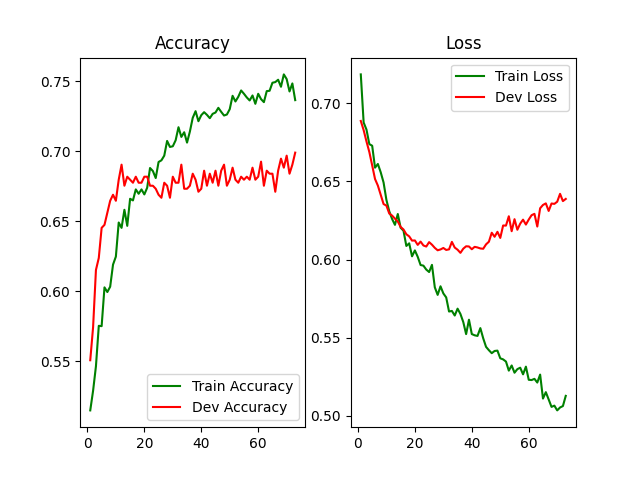 Accuracy
0.75
0.70
0.65
0.60
0.55
0 20 40 60
Train Accuracy
Dev Accuracy
Loss
0.70
0.65
0.60
0.55
0.50
0 20 40 60
Train Loss
Dev Loss